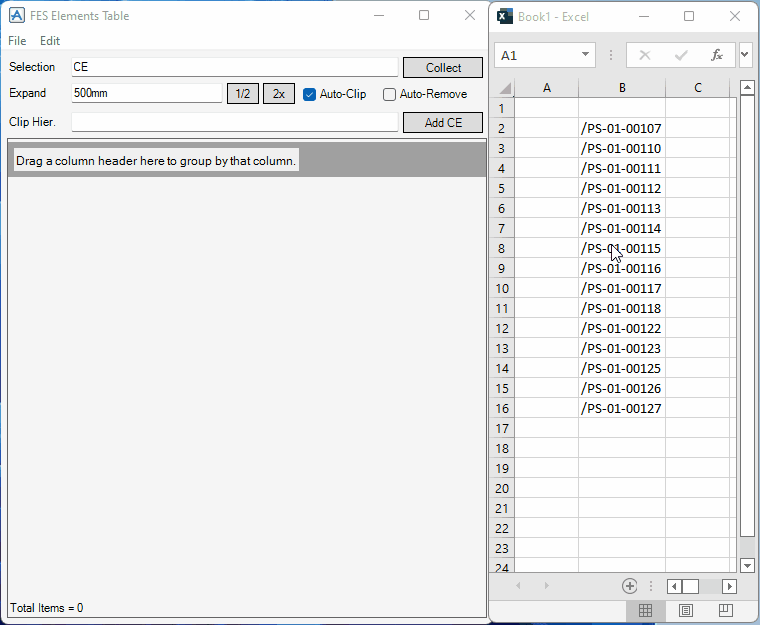 FES Elements Table
File Edit
Selection CE Collect
Expand 500mm 1/2 2x Auto-Clip Auto-Remove
Clip Hier. Add CE
Drag a column header here to group by that column.
Total Items = 0
Book1 - Excel
A1 fx
A B C
1
2 /PS-01-00107
3 /PS-01-00110
4 /PS-01-00111
5 /PS-01-00112
6 /PS-01-00113
7 /PS-01-00114
8 /PS-01-00115
9 /PS-01-00116
10 /PS-01-00117
11 /PS-01-00118
12 /PS-01-00122
13 /PS-01-00123
14 /PS-01-00125
15 /PS-01-00126
16 /PS-01-00127
17
18
19
20
21
22
23
24